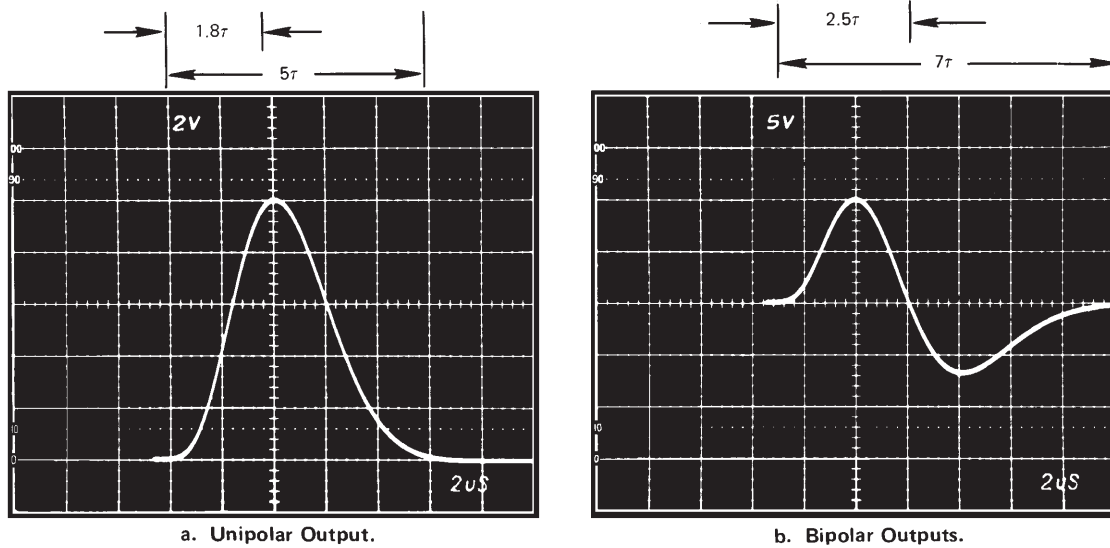 1.8τ
5τ
2.5τ
7τ
2V
00
90
10
0
2uS
5V
00
90
10
0
2uS
a. Unipolar Output.
b. Bipolar Outputs.